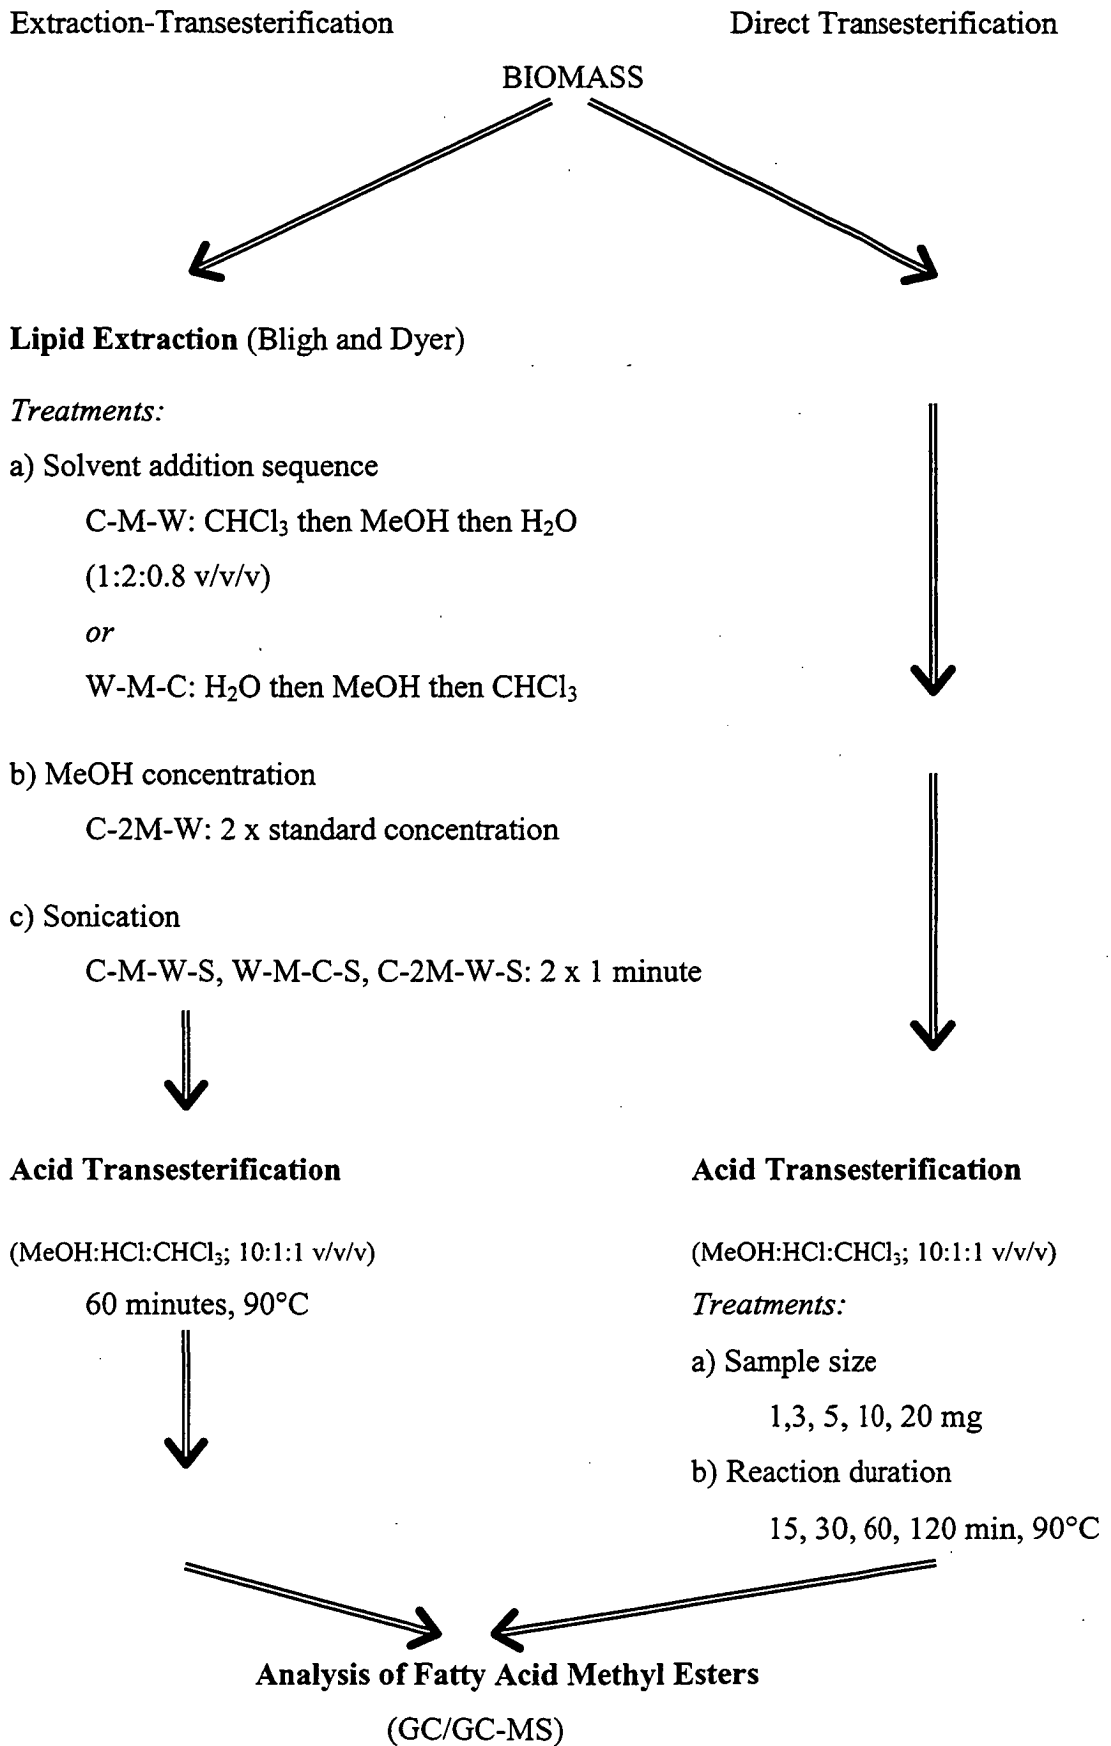 Extraction-Transesterification
Direct Transesterification
BIOMASS
Lipid Extraction (Bligh and Dyer)
Treatments:
a) Solvent addition sequence
C-M-W: CHCl₃ then MeOH then H₂O
(1:2:0.8 v/v/v)
or
W-M-C: H₂O then MeOH then CHCl₃
b) MeOH concentration
C-2M-W: 2 x standard concentration
c) Sonication
C-M-W-S, W-M-C-S, C-2M-W-S: 2 x 1 minute
Acid Transesterification
(MeOH:HCl:CHCl₃; 10:1:1 v/v/v)
60 minutes, 90°C
Acid Transesterification
(MeOH:HCl:CHCl₃; 10:1:1 v/v/v)
Treatments:
a) Sample size
1,3, 5, 10, 20 mg
b) Reaction duration
15, 30, 60, 120 min, 90°C
Analysis of Fatty Acid Methyl Esters
(GC/GC-MS)